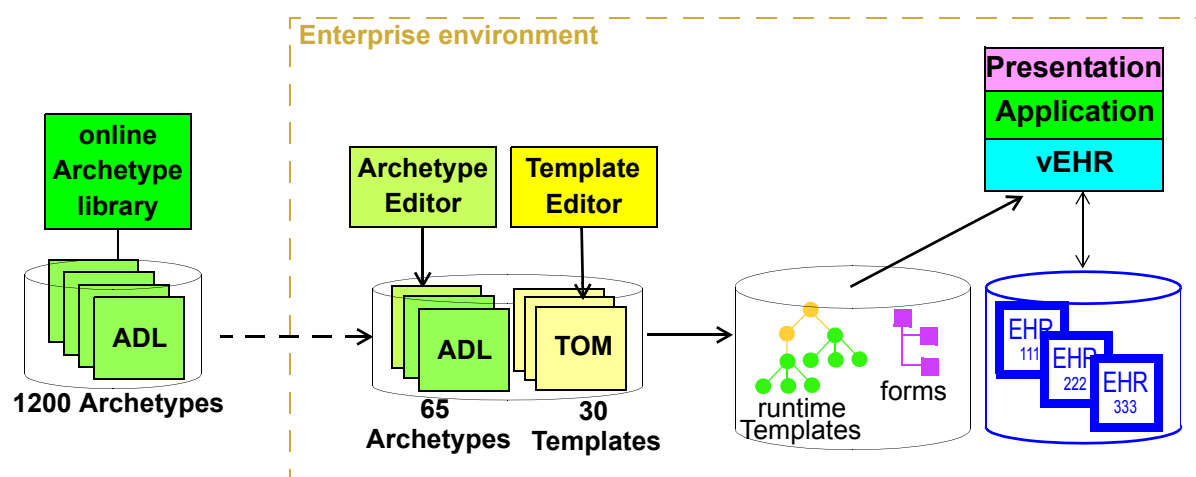 Enterprise environment
online
Archetype
library
ADL
1200 Archetypes
Archetype
Editor
Template
Editor
ADL
TOM
65
Archetypes
30
Templates
runtime
Templates
forms
Presentation
Application
vEHR
EHR
111
EHR
222
EHR
333